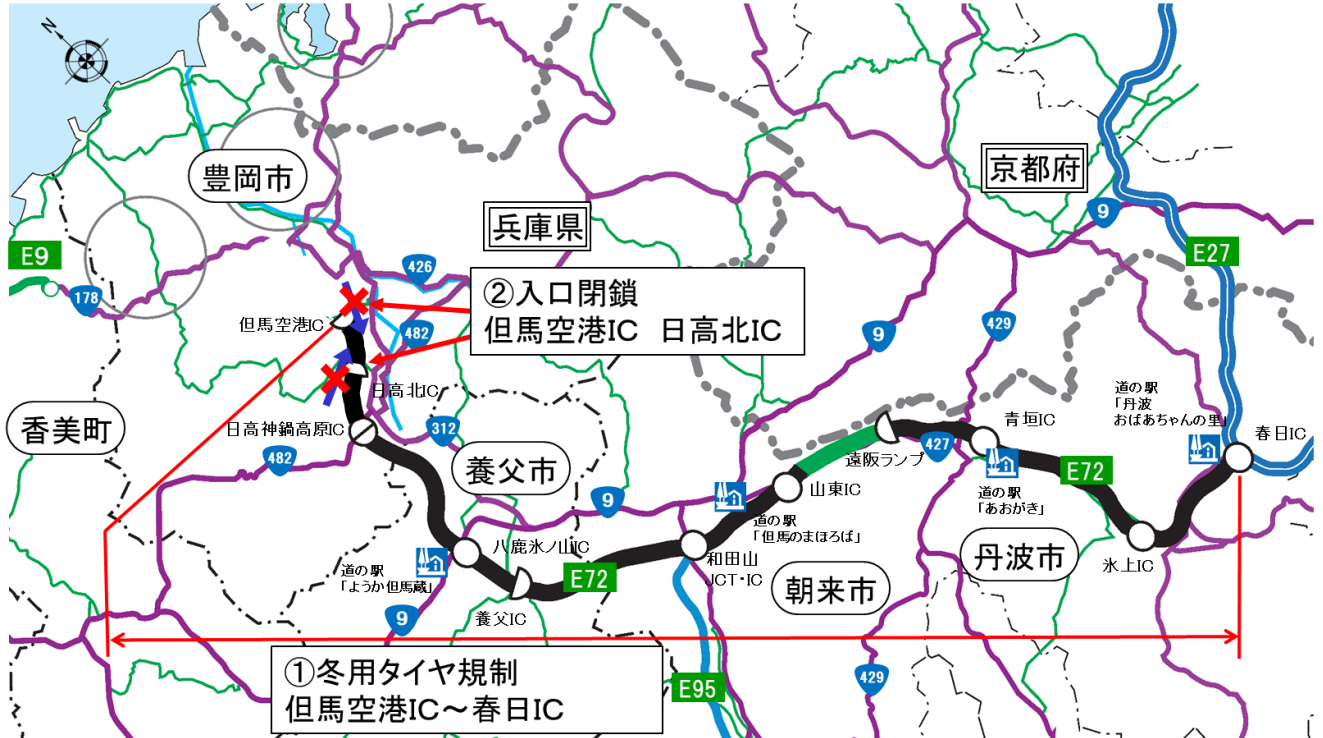 N
豊岡市
兵庫県
京都府
9
E27
E9
178
426
②入口閉鎖
但馬空港IC 日高北IC
但馬空港IC
482
9
429
日高北IC
香美町
日高神鍋高原IC
312
482
養父市
9
道の駅
「ようか但馬蔵」
八鹿氷ノ山IC
養父IC
9
E72
和田山
JCT・IC
道の駅
「但馬のまほろば」
山東IC
遠阪ランプ
427
青垣IC
道の駅
「あおがき」
E72
道の駅
「丹波
おばあちゃんの里」
春日IC
氷上IC
丹波市
朝来市
E95
429
①冬用タイヤ規制
但馬空港IC～春日IC